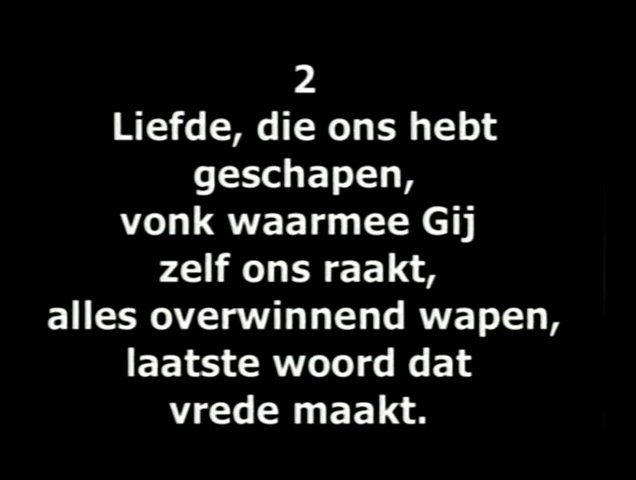 2
Liefde, die ons hebt
geschapen,
vonk waarmee Gij
zelf ons raakt,
alles overwinnend wapen,
laatste woord dat
vrede maakt.